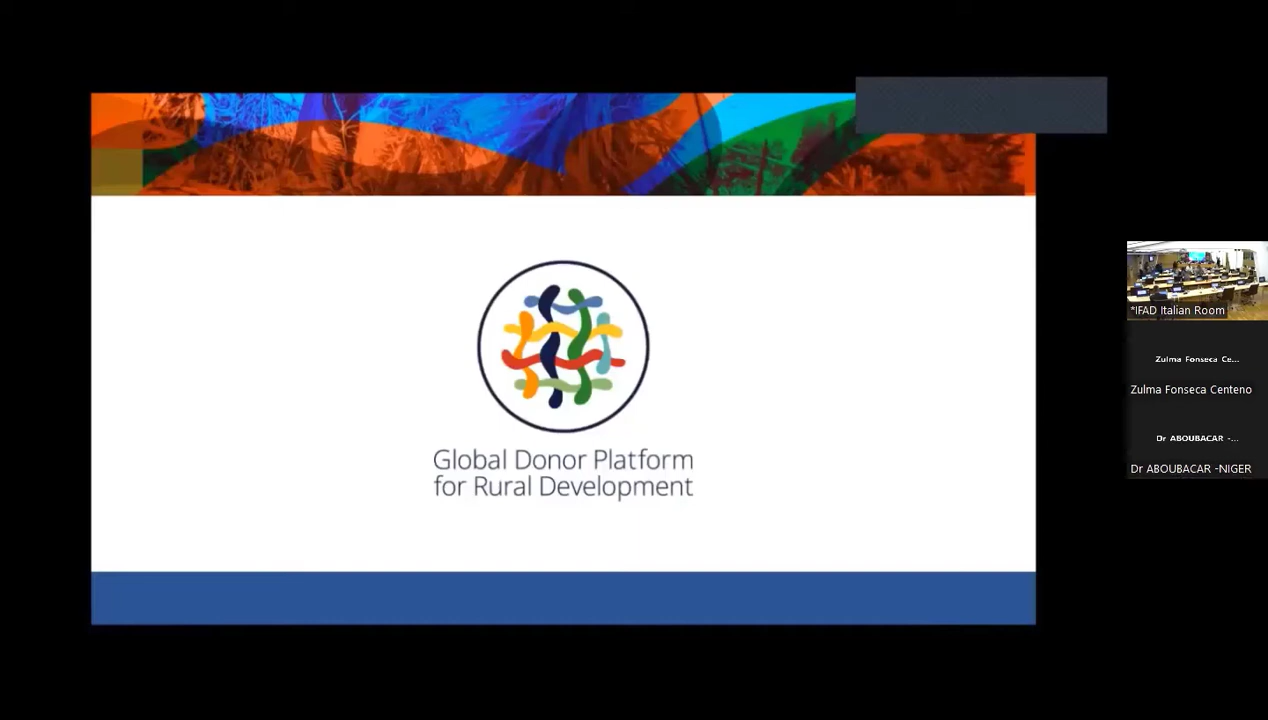 Global Donor Platform
for Rural Development
*IFAD Italian Room
Zulma Fonseca Ce...
Zulma Fonseca Centeno
Dr ABOUBACAR -...
Dr ABOUBACAR -NIGER